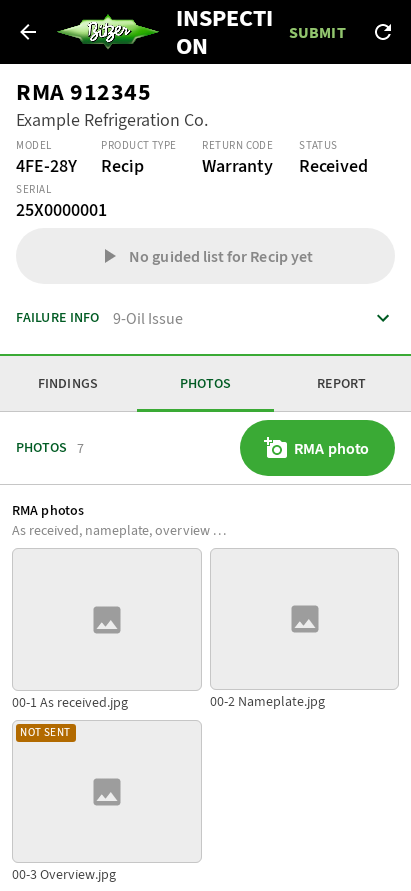 Bitzer
INSPECTI
ON
SUBMIT
RMA 912345
Example Refrigeration Co.
MODEL PRODUCT TYPE RETURN CODE STATUS
4FE-28Y Recip Warranty Received
SERIAL
25X0000001
No guided list for Recip yet
FAILURE INFO 9-Oil Issue
FINDINGS PHOTOS REPORT
PHOTOS 7
RMA photo
RMA photos
As received, nameplate, overview …
00-1 As received.jpg 00-2 Nameplate.jpg
NOT SENT
00-3 Overview.jpg